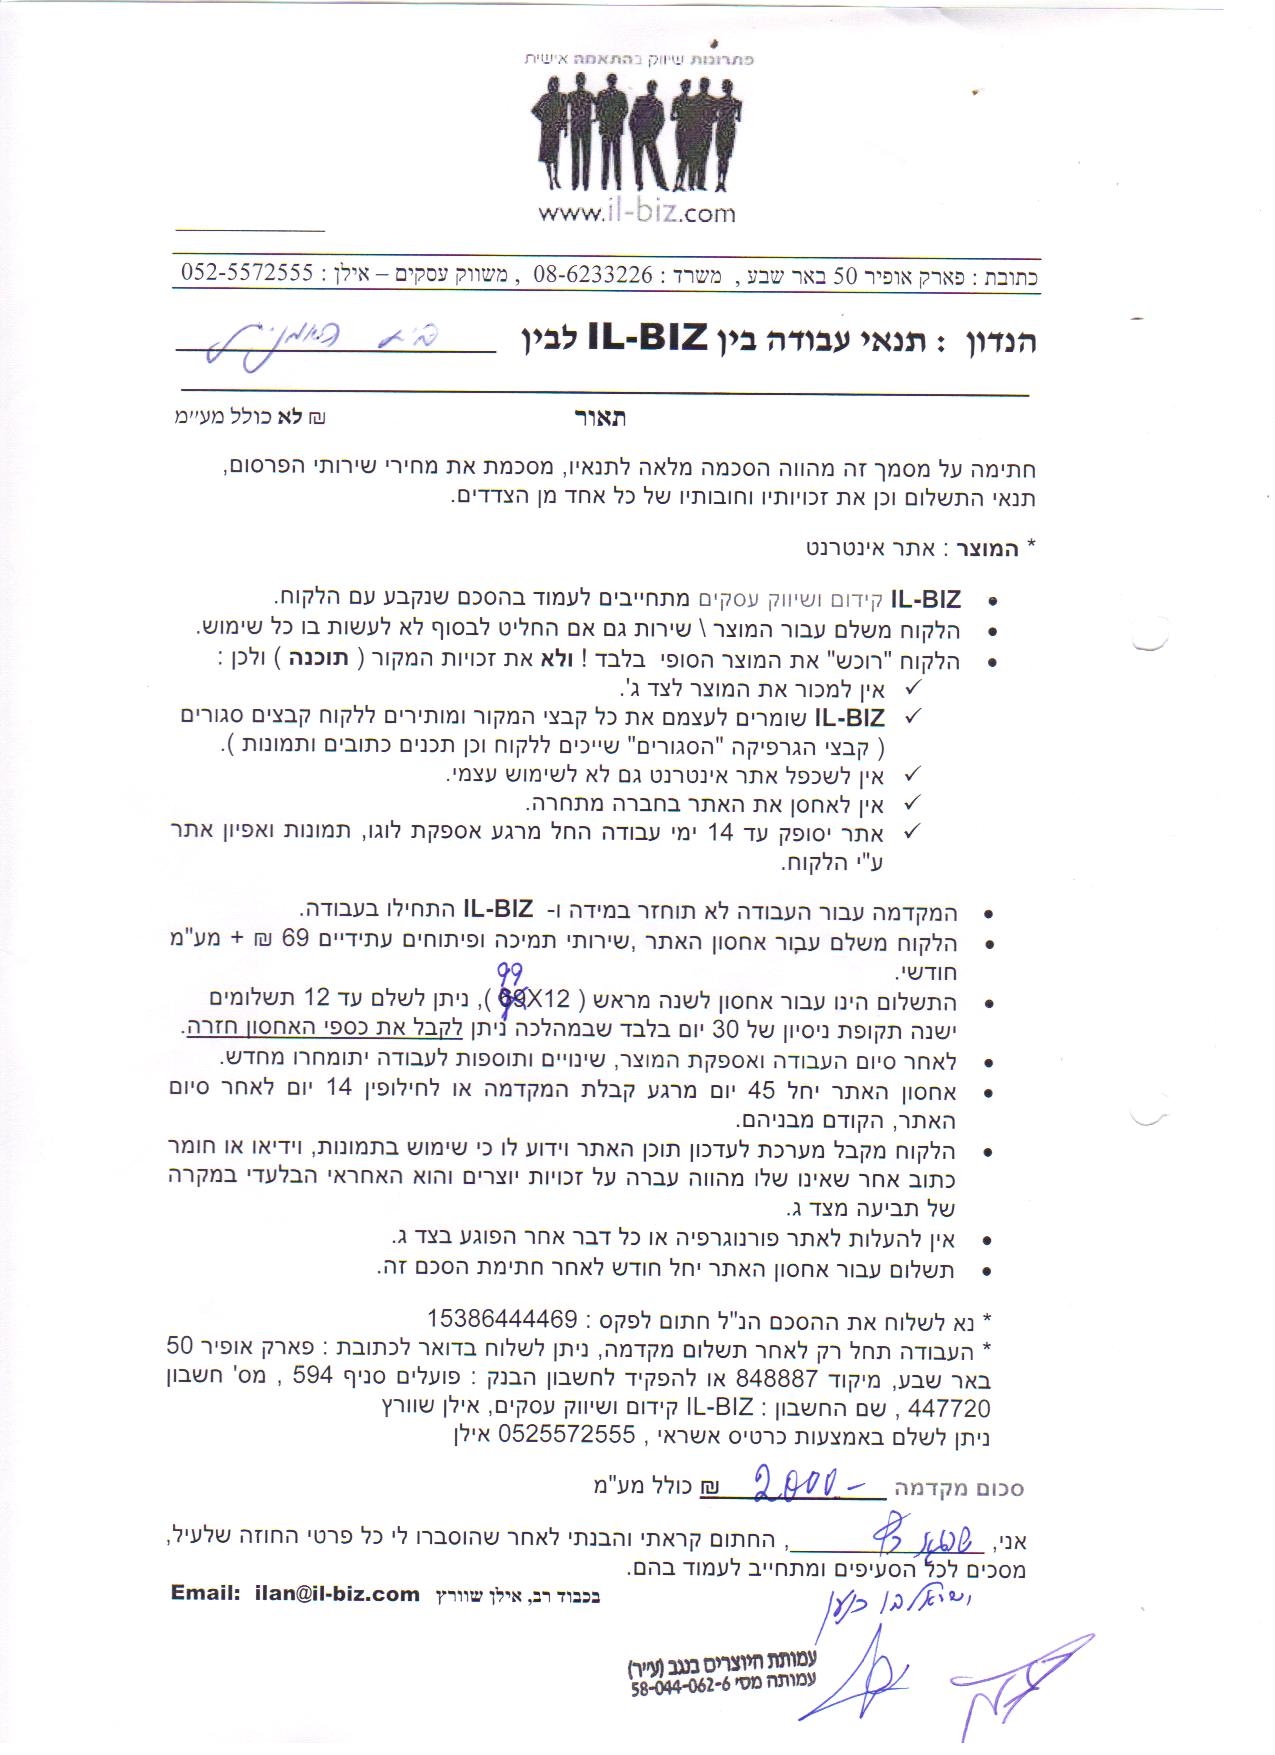 פתרונות שיווק בהתאמה אישית
www.il-biz.com
כתובת : פארק אופיר 50 באר שבע , משרד : 08-6233226 , משווק עסקים – אילן : 052-5572555
הנדון : תנאי עבודה בין IL-BIZ לבין בית האמנים
תאור ₪ לא כולל מע״מ
חתימה על מסמך זה מהווה הסכמה מלאה לתנאיו, מסכמת את מחירי שירותי הפרסום,
תנאי התשלום וכן את זכויותיו וחובותיו של כל אחד מן הצדדים.
* המוצר : אתר אינטרנט
• IL-BIZ קידום ושיווק עסקים מתחייבים לעמוד בהסכם שנקבע עם הלקוח.
• הלקוח משלם עבור המוצר \ שירות גם אם החליט לבסוף לא לעשות בו כל שימוש.
• הלקוח "רוכש" את המוצר הסופי בלבד ! ולא את זכויות המקור ( תוכנה ) ולכן :
✓ אין למכור את המוצר לצד ג'.
✓ IL-BIZ שומרים לעצמם את כל קבצי המקור ומותירים ללקוח קבצים סגורים
( קבצי הגרפיקה "הסגורים" שייכים ללקוח וכן תכנים כתובים ותמונות ).
✓ אין לשכפל אתר אינטרנט גם לא לשימוש עצמי.
✓ אין לאחסן את האתר בחברה מתחרה.
✓ אתר יסופק עד 14 ימי עבודה החל מרגע אספקת לוגו, תמונות ואפיון אתר
ע"י הלקוח.
• המקדמה עבור העבודה לא תוחזר במידה ו- IL-BIZ התחילו בעבודה.
• הלקוח משלם עבור אחסון האתר ,שירותי תמיכה ופיתוחים עתידיים 69 ₪ + מע"מ
חודשי.
99
• התשלום הינו עבור אחסון לשנה מראש ( 69X12 ), ניתן לשלם עד 12 תשלומים
ישנה תקופת ניסיון של 30 יום בלבד שבמהלכה ניתן לקבל את כספי האחסון חזרה.
• לאחר סיום העבודה ואספקת המוצר, שינויים ותוספות לעבודה יתומחרו מחדש.
• אחסון האתר יחל 45 יום מרגע קבלת המקדמה או לחילופין 14 יום לאחר סיום
האתר, הקודם מבניהם.
• הלקוח מקבל מערכת לעדכון תוכן האתר וידוע לו כי שימוש בתמונות, וידיאו או חומר
כתוב אחר שאינו שלו מהווה עברה על זכויות יוצרים והוא האחראי הבלעדי במקרה
של תביעה מצד ג.
• אין להעלות לאתר פורנוגרפיה או כל דבר אחר הפוגע בצד ג.
• תשלום עבור אחסון האתר יחל חודש לאחר חתימת הסכם זה.
* נא לשלוח את ההסכם הנ"ל חתום לפקס : 15386444469
* העבודה תחל רק לאחר תשלום מקדמה, ניתן לשלוח בדואר לכתובת : פארק אופיר 50
באר שבע, מיקוד 848887 או להפקיד לחשבון הבנק : פועלים סניף 594 , מס' חשבון
447720 , שם החשבון : IL-BIZ קידום ושיווק עסקים, אילן שוורץ
ניתן לשלם באמצעות כרטיס אשראי , 0525572555 אילן
סכום מקדמה 2000- ₪ כולל מע"מ
אני, , החתום קראתי והבנתי לאחר שהוסברו לי כל פרטי החוזה שלעיל,
מסכים לכל הסעיפים ומתחייב לעמוד בהם.
בכבוד רב, אילן שוורץ Email: ilan@il-biz.com
ישראל בן כנען
עמותת היוצרים בנגב (ע״ר)
עמותה מס׳ 58-044-062-6